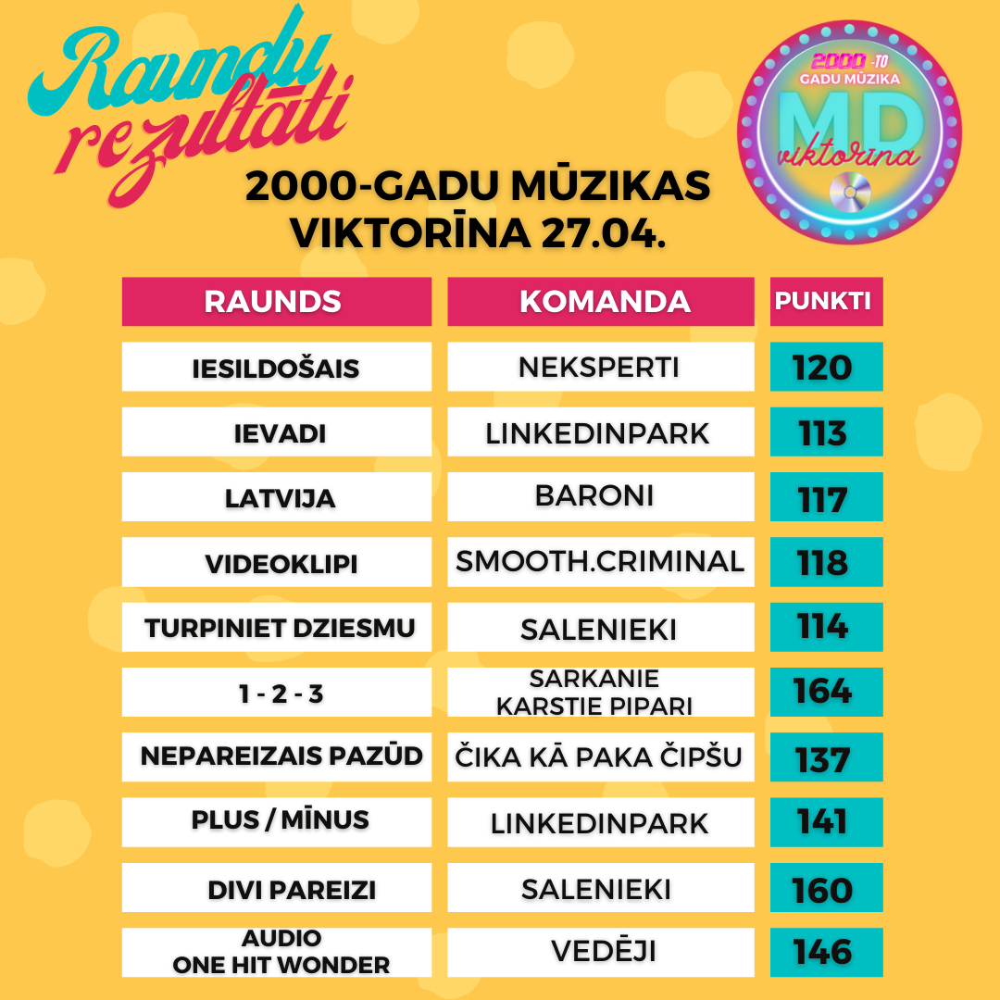 Raundu
rezultāti
2000 -TO
GADU MŪZIKA
MD
viktorīna
2000-GADU MŪZIKAS
VIKTORĪNA 27.04.
RAUNDS KOMANDA PUNKTI
IESILDOŠAIS NEKSPERTI 120
IEVADI LINKEDINPARK 113
LATVIJA BARONI 117
VIDEOKLIPI SMOOTH.CRIMINAL 118
TURPINIET DZIESMU SALENIEKI 114
1 - 2 - 3 SARKANIE
KARSTIE PIPARI 164
NEPAREIZAIS PAZŪD ČIKA KĀ PAKA ČIPŠU 137
PLUS / MĪNUS LINKEDINPARK 141
DIVI PAREIZI SALENIEKI 160
AUDIO
ONE HIT WONDER VEDĒJI 146